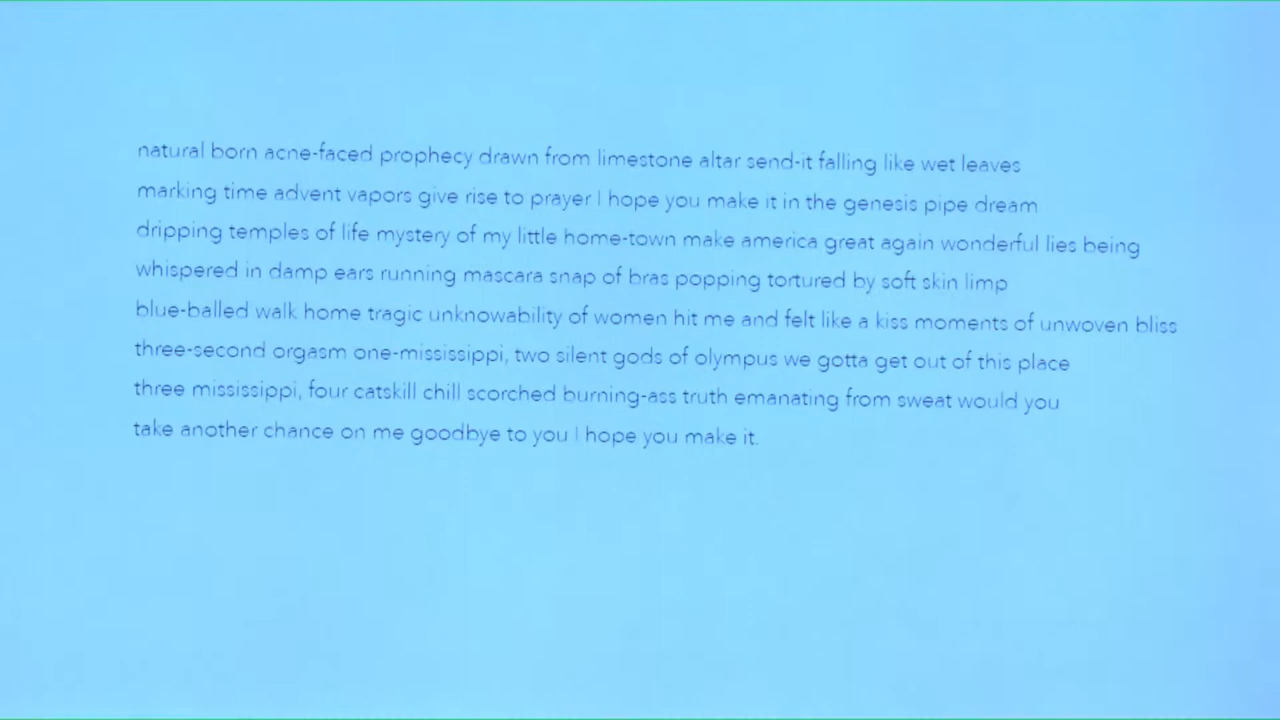 natural born acne-faced prophecy drawn from limestone altar send-it falling like wet leaves
marking time advent vapors give rise to prayer I hope you make it in the genesis pipe dream
dripping temples of life mystery of my little home-town make america great again wonderful lies being
whispered in damp ears running mascara snap of bras popping tortured by soft skin limp
blue-balled walk home tragic unknowability of women hit me and felt like a kiss moments of unwoven bliss
three-second orgasm one-mississippi, two silent gods of olympus we gotta get out of this place
three mississippi, four catskill chill scorched burning-ass truth emanating from sweat would you
take another chance on me goodbye to you I hope you make it.